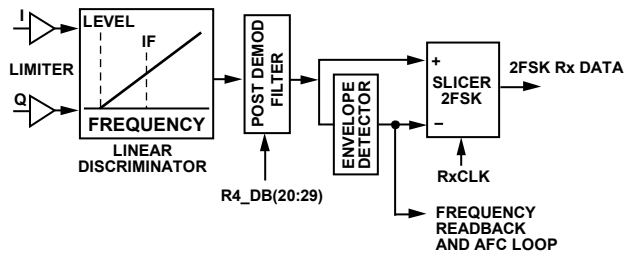 I
LIMITER
Q
LEVEL
IF
FREQUENCY
LINEAR
DISCRIMINATOR
POST DEMOD
FILTER
R4_DB(20:29)
ENVELOPE
DETECTOR
+
SLICER
2FSK
–
2FSK Rx DATA
RxCLK
FREQUENCY
READBACK
AND AFC LOOP